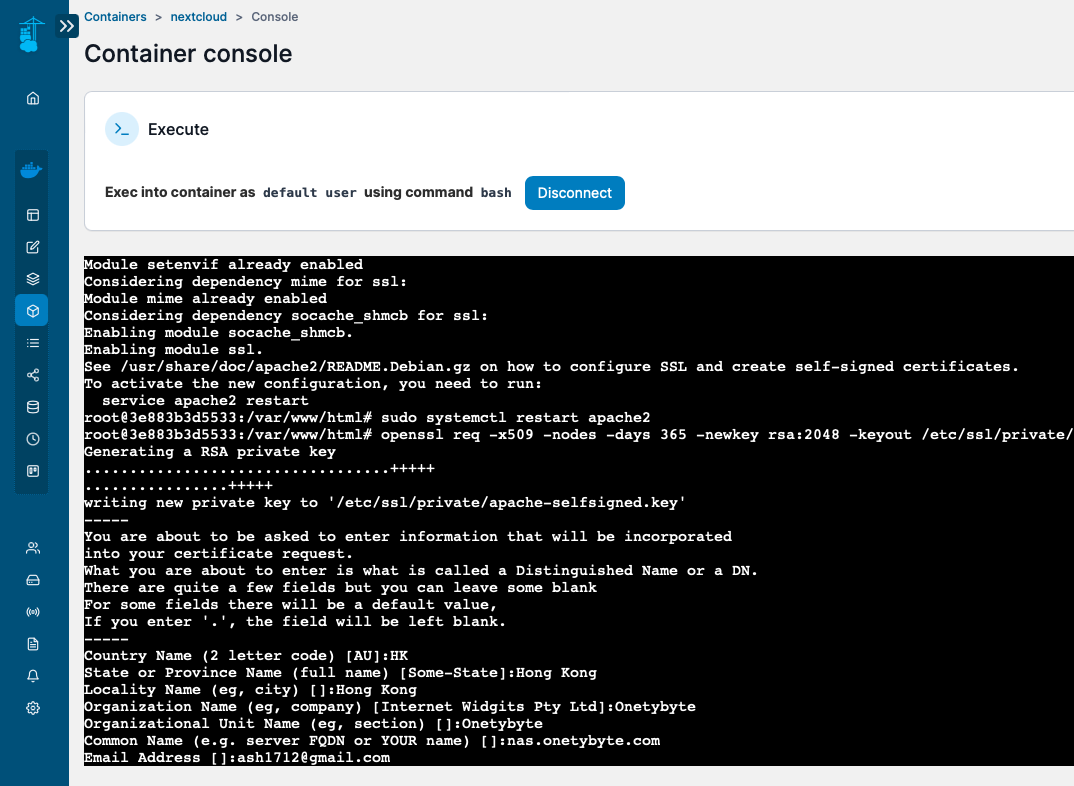 Containers > nextcloud > Console
Container console
Execute
Exec into container as default user using command bash Disconnect
Module setenvif already enabled
Considering dependency mime for ssl:
Module mime already enabled
Considering dependency socache_shmcb for ssl:
Enabling module socache_shmcb.
Enabling module ssl.
See /usr/share/doc/apache2/README.Debian.gz on how to configure SSL and create self-signed certificates.
To activate the new configuration, you need to run:
  service apache2 restart
root@3e883b3d5533:/var/www/html# sudo systemctl restart apache2
root@3e883b3d5533:/var/www/html# openssl req -x509 -nodes -days 365 -newkey rsa:2048 -keyout /etc/ssl/private/
Generating a RSA private key
..................................+++++
................+++++
writing new private key to '/etc/ssl/private/apache-selfsigned.key'
-----
You are about to be asked to enter information that will be incorporated
into your certificate request.
What you are about to enter is what is called a Distinguished Name or a DN.
There are quite a few fields but you can leave some blank
For some fields there will be a default value,
If you enter '.', the field will be left blank.
-----
Country Name (2 letter code) [AU]:HK
State or Province Name (full name) [Some-State]:Hong Kong
Locality Name (eg, city) []:Hong Kong
Organization Name (eg, company) [Internet Widgits Pty Ltd]:Onetybyte
Organizational Unit Name (eg, section) []:Onetybyte
Common Name (e.g. server FQDN or YOUR name) []:nas.onetybyte.com
Email Address []:ash1712@gmail.com